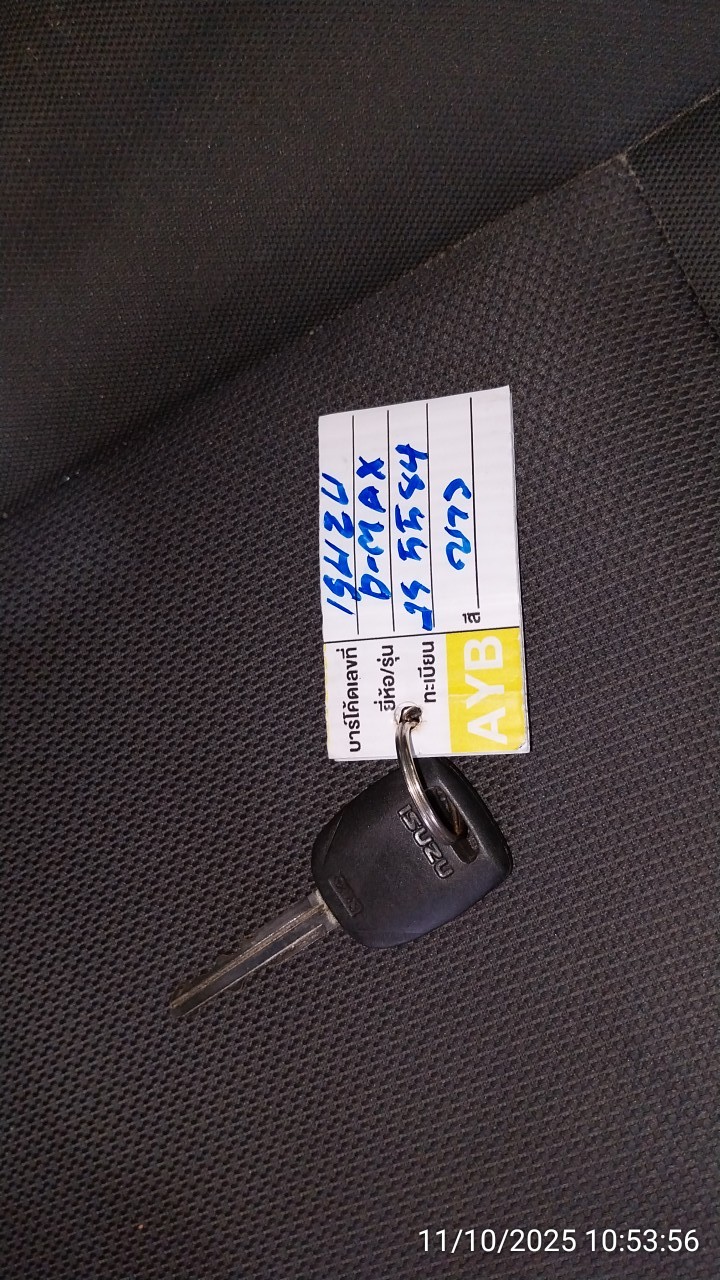 บาร์โค้ดเลขที่ ISUZU
ยี่ห้อ/รุ่น D-MAX
ทะเบียน
สี ขาว
AYB
ISUZU
11/10/2025 10:53:56